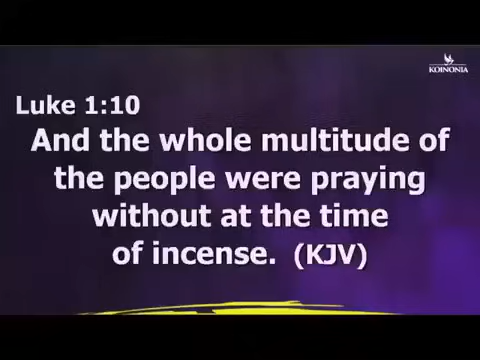 KOINONIA
Luke 1:10
And the whole multitude of
the people were praying
without at the time
of incense. (KJV)